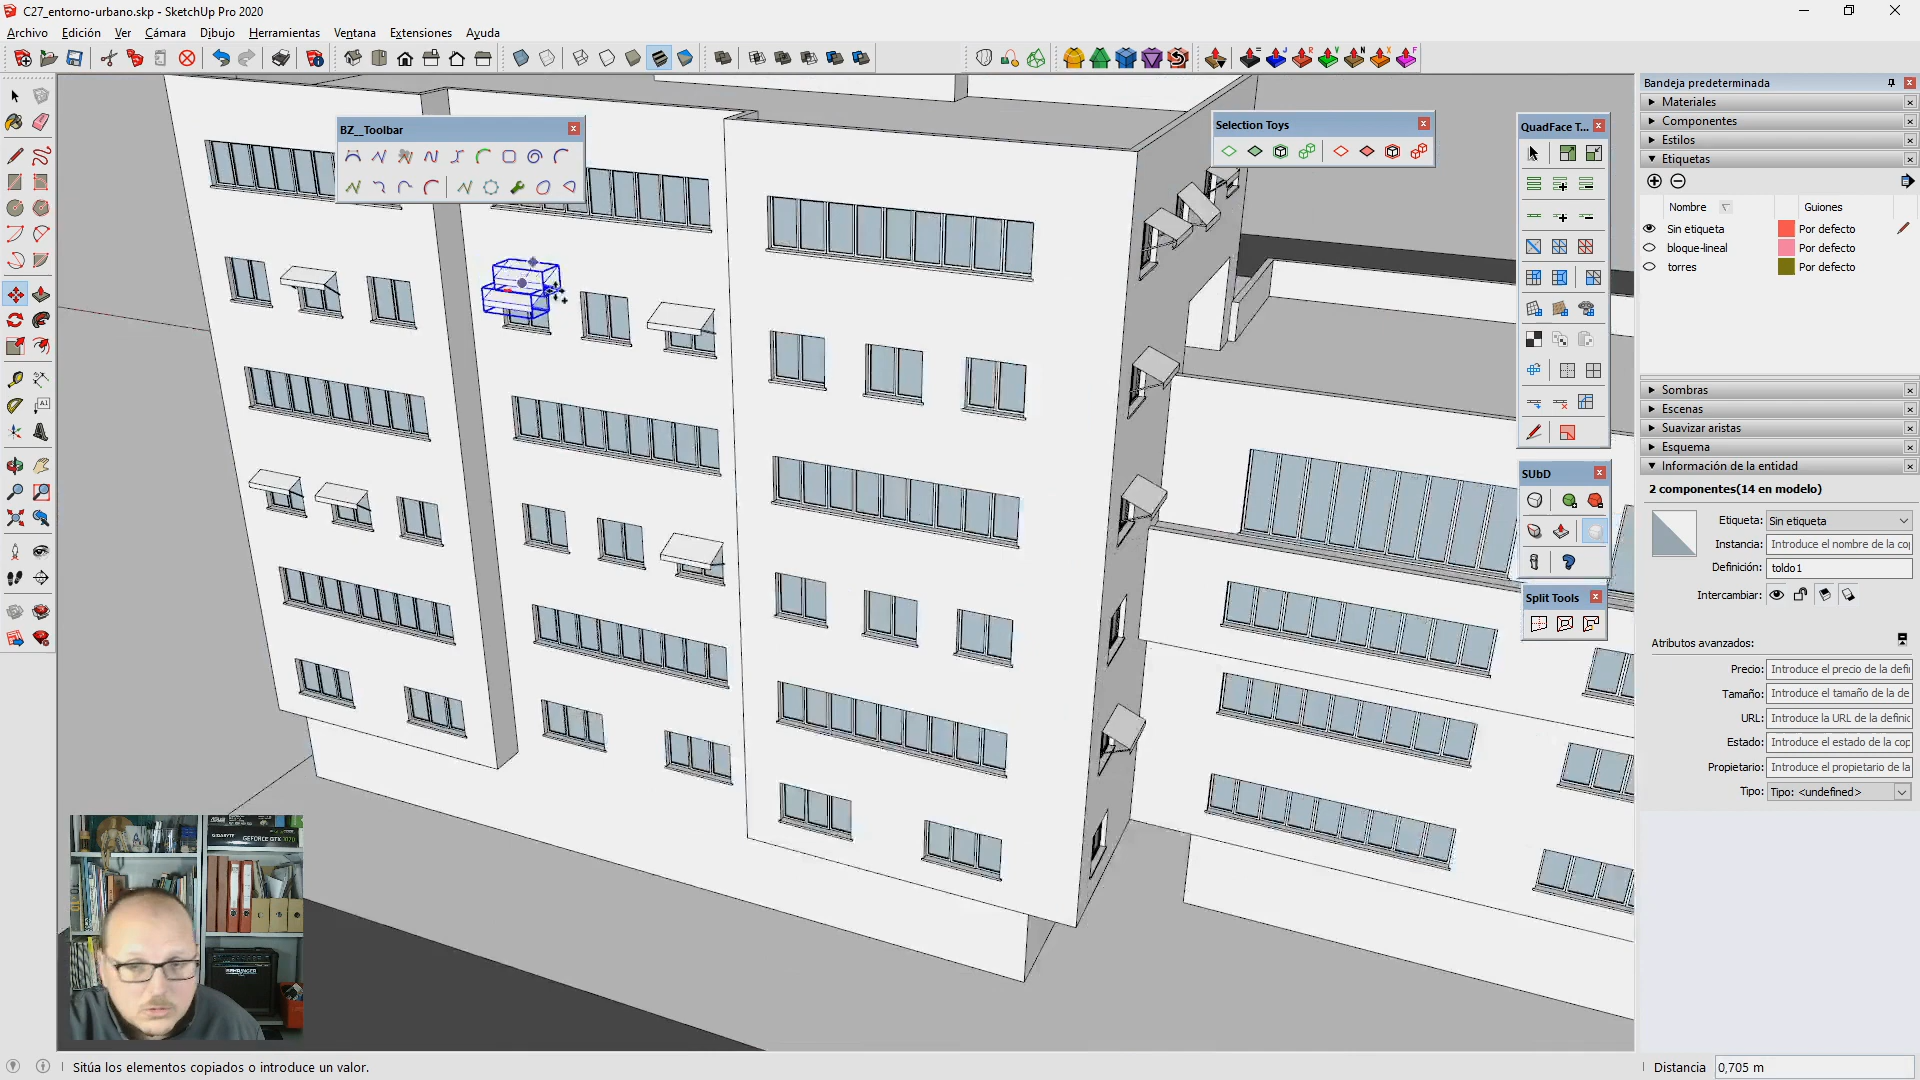 C27_entorno-urbano.skp - SketchUp Pro 2020
Archivo Edición Ver Cámara Dibujo Herramientas Ventana Extensiones Ayuda
BZ__Toolbar
Selection Toys
QuadFace T...
SUbD
Split Tools
Bandeja predeterminada
Materiales
Componentes
Estilos
Etiquetas
Nombre Guiones
Sin etiqueta Por defecto
bloque-lineal Por defecto
torres Por defecto
Sombras
Escenas
Suavizar aristas
Esquema
Información de la entidad
2 componentes(14 en modelo)
Etiqueta: Sin etiqueta
Instancia: Introduce el nombre de la co
Definición: toldo1
Intercambiar:
Atributos avanzados:
Precio: Introduce el precio de la defi
Tamaño: Introduce el tamaño de la de
URL: Introduce la URL de la definic
Estado: Introduce el estado de la cop
Propietario: Introduce el propietario de la
Tipo: Tipo: <undefined>
GIGABYTE
GEFORCE GTX
Sitúa los elementos copiados o introduce un valor.
Distancia 0,705 m